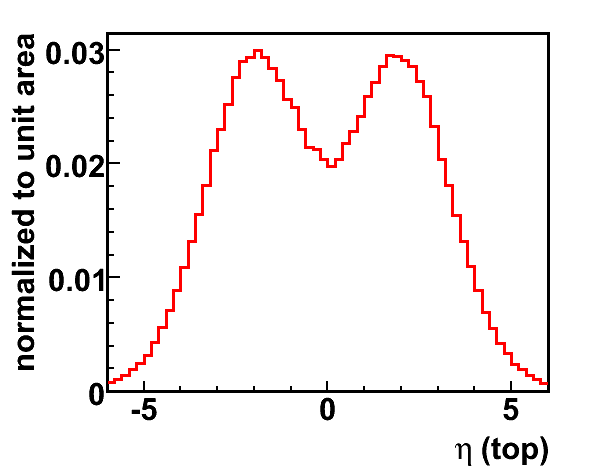 normalized to unit area
0.03
0.02
0.01
0
-5 0 5
η (top)